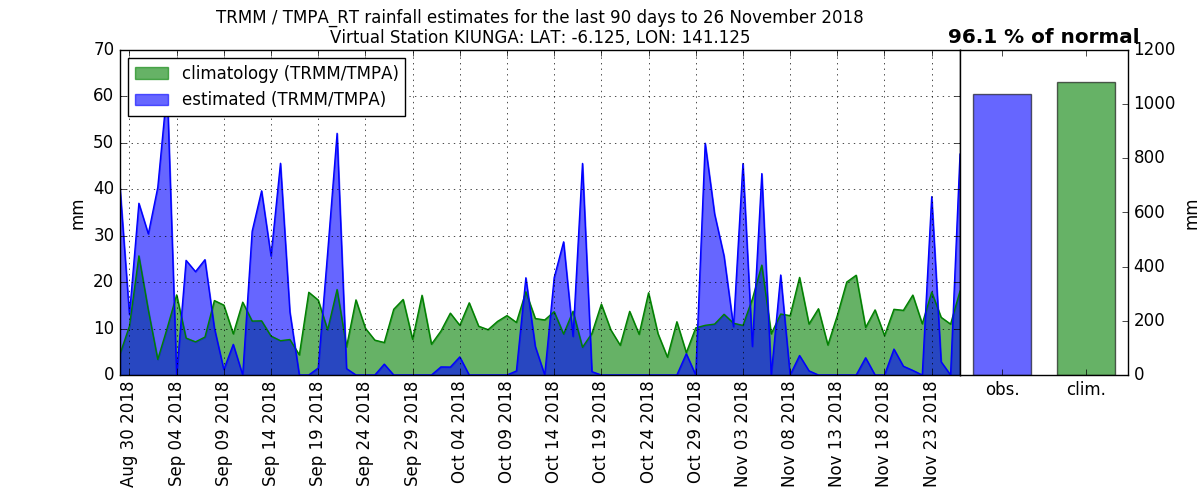 TRMM / TMPA_RT rainfall estimates for the last 90 days to 26 November 2018
Virtual Station KIUNGA: LAT: -6.125, LON: 141.125
96.1 % of normal
climatology (TRMM/TMPA)
estimated (TRMM/TMPA)
70
60
50
40
30
20
10
0
mm
Aug 30 2018
Sep 04 2018
Sep 09 2018
Sep 14 2018
Sep 19 2018
Sep 24 2018
Sep 29 2018
Oct 04 2018
Oct 09 2018
Oct 14 2018
Oct 19 2018
Oct 24 2018
Oct 29 2018
Nov 03 2018
Nov 08 2018
Nov 13 2018
Nov 18 2018
Nov 23 2018
obs.
clim.
1200
1000
800
600
400
200
0
mm